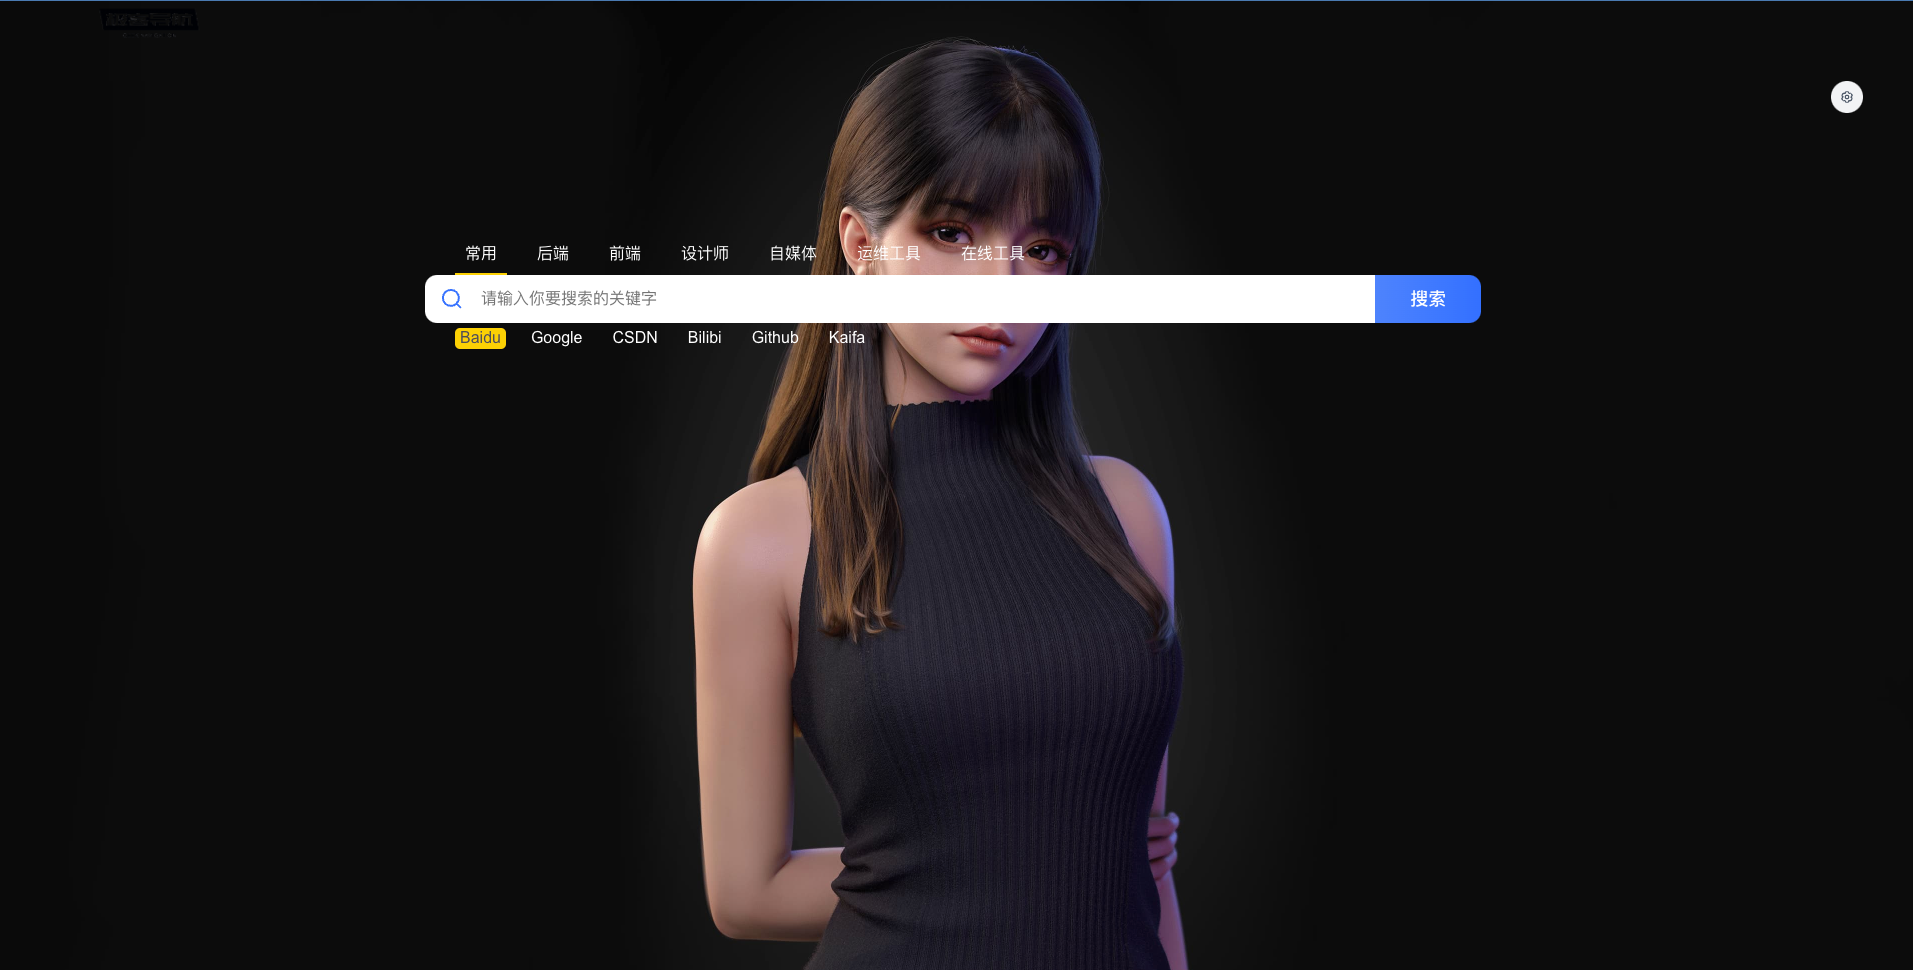 常用 后端 前端 设计师 自媒体 运维工具 在线工具
请输入你要搜索的关键字 搜索
Baidu Google CSDN Bilibi Github Kaifa